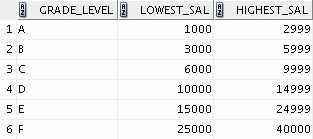 GRADE_LEVEL LOWEST_SAL HIGHEST_SAL
1 A 1000 2999
2 B 3000 5999
3 C 6000 9999
4 D 10000 14999
5 E 15000 24999
6 F 25000 40000